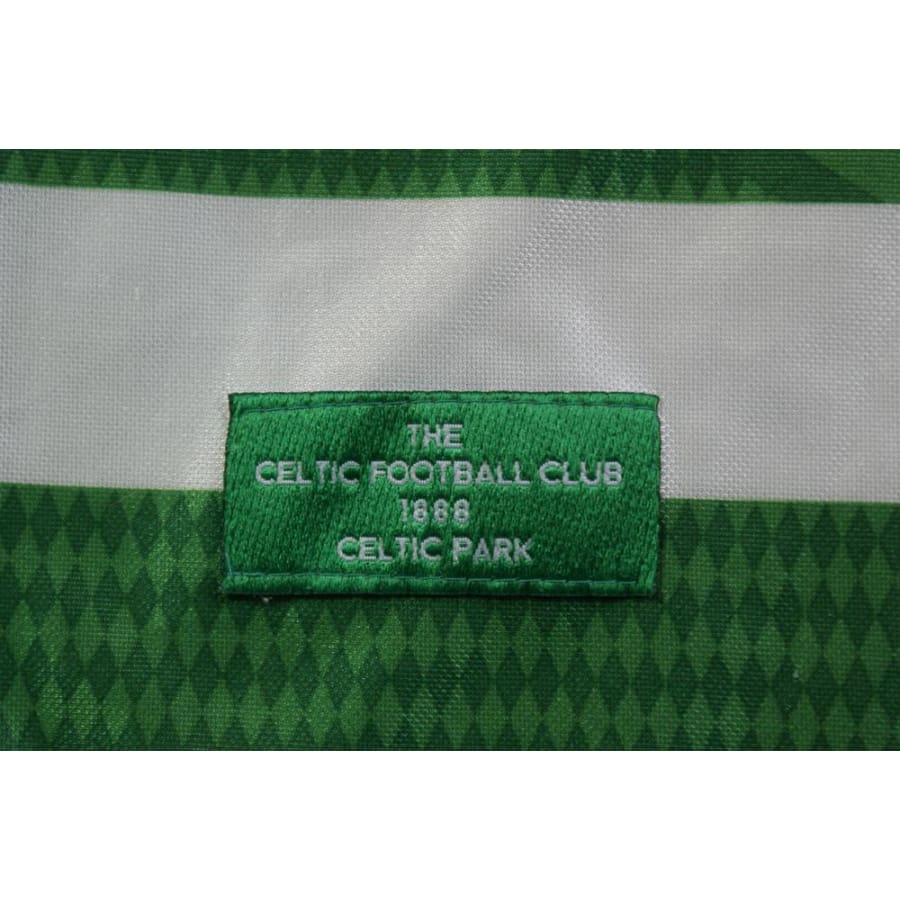 THE
CELTIC FOOTBALL CLUB
1888
CELTIC PARK